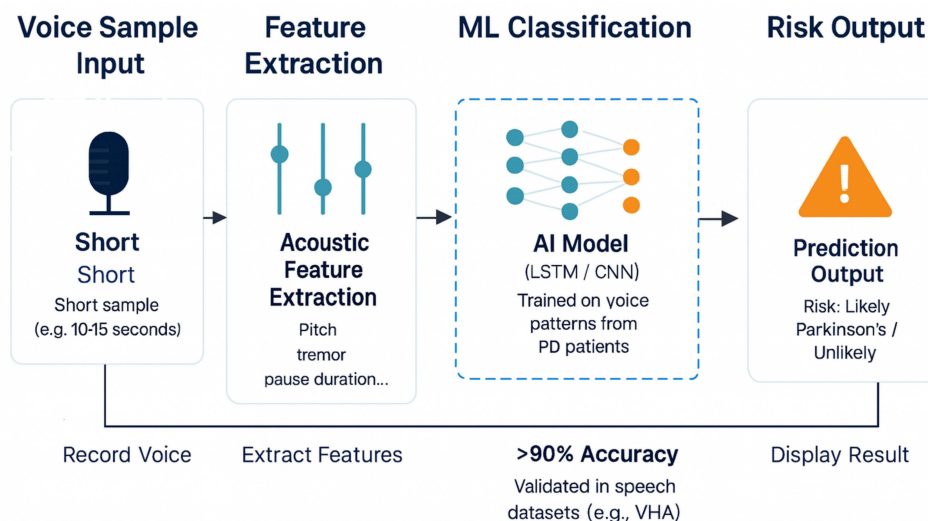 Voice Sample
Input
Feature
Extraction
ML Classification
Risk Output
Short
Short
Short sample
(e.g. 10-15 seconds)
Acoustic
Feature
Extraction
Pitch
tremor
pause duration...
AI Model
(LSTM / CNN)
Trained on voice
patterns from
PD patients
!
Prediction
Output
Risk: Likely
Parkinson's /
Unlikely
Record Voice
Extract Features
>90% Accuracy
Validated in speech
datasets (e.g., VHA)
Display Result